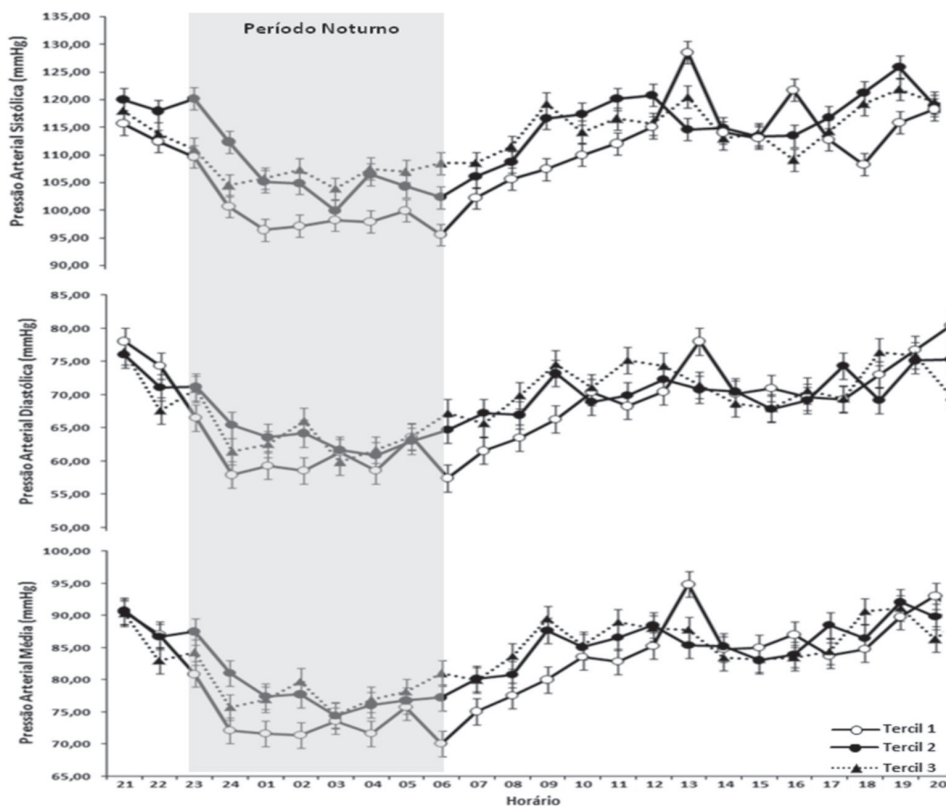 Período Noturno
Pressão Arterial Sistólica (mmHg)
135,00
130,00
125,00
120,00
115,00
110,00
105,00
100,00
95,00
90,00
Pressão Arterial Diastólica (mmHg)
85,00
80,00
75,00
70,00
65,00
60,00
55,00
50,00
Pressão Arterial Média (mmHg)
100,00
95,00
90,00
85,00
80,00
75,00
70,00
65,00
Tercil 1
Tercil 2
Tercil 3
21 22 23 24 01 02 03 04 05 06 07 08 09 10 11 12 13 14 15 16 17 18 19 20
Horário